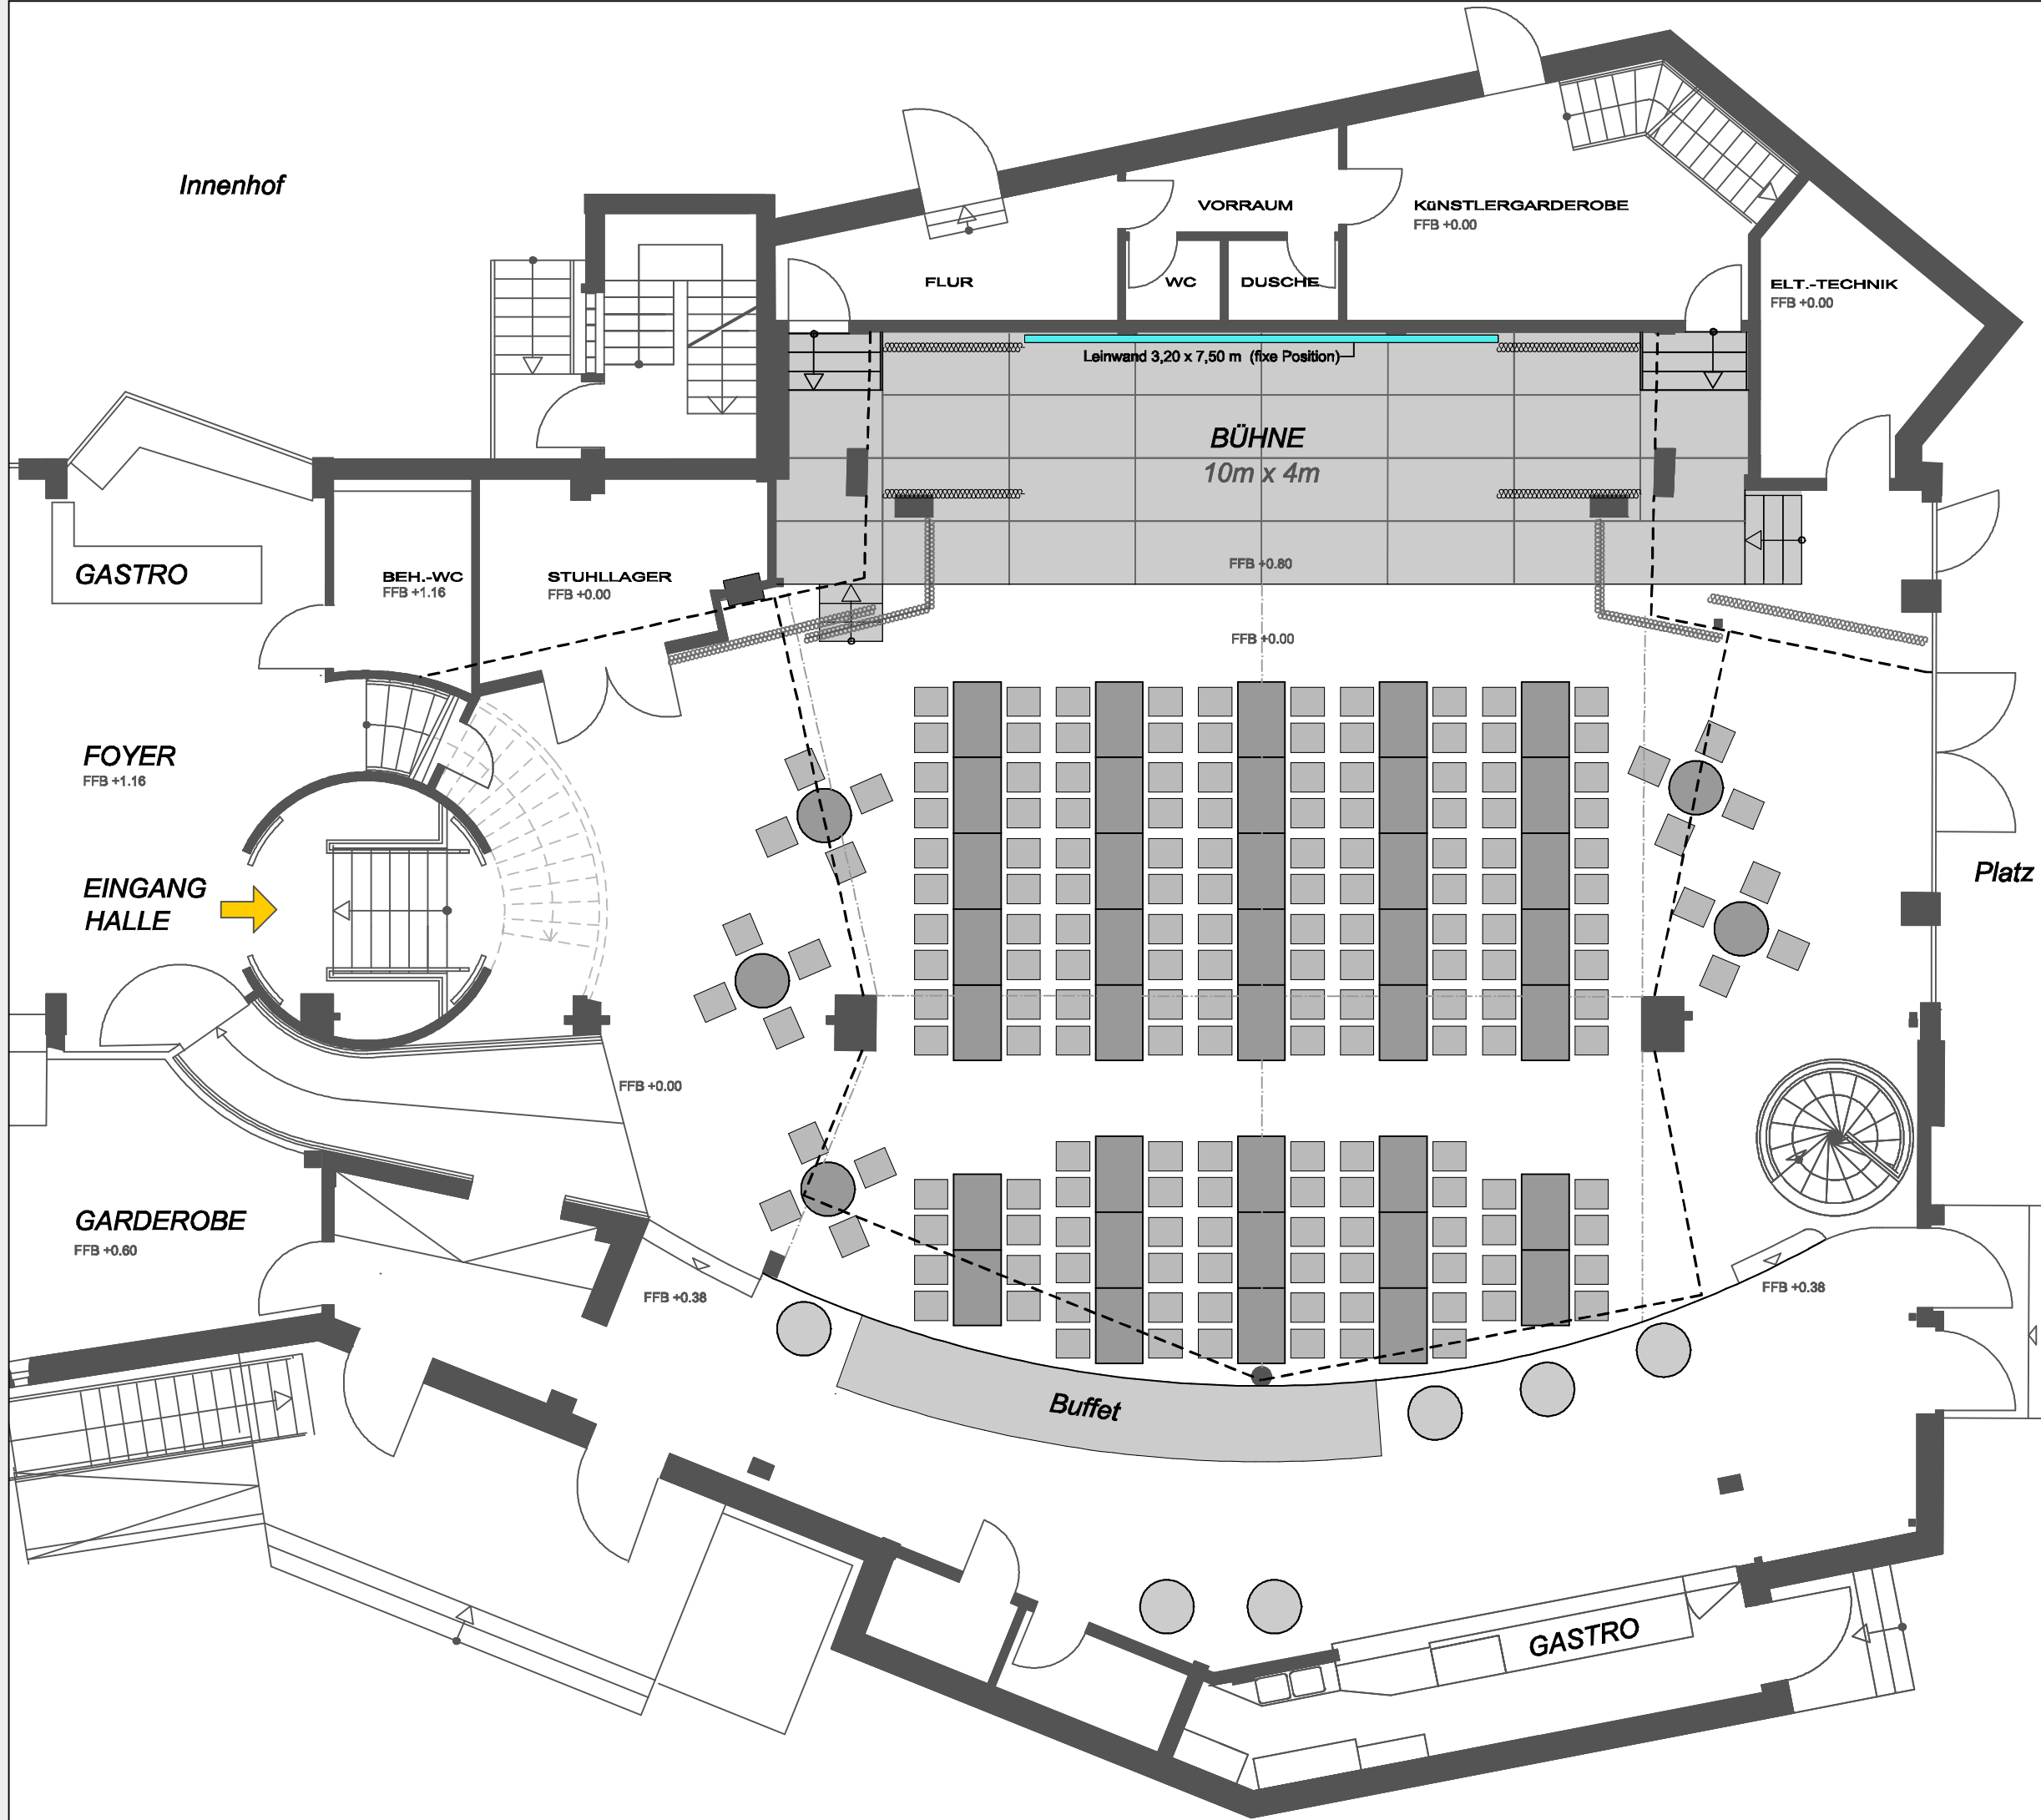 Innenhof
VORRAUM
KüNSTLERGARDEROBE
FFB +0.00
FLUR
WC
DUSCHE
ELT.-TECHNIK
FFB +0.00
Leinwand 3,20 x 7,50 m (fixe Position)
BÜHNE
10m x 4m
GASTRO
BEH.-WC
FFB +1.16
STUHLLAGER
FFB +0.00
FFB +0.80
FFB +0.00
FOYER
FFB +1.16
EINGANG
HALLE
Platz
FFB +0.00
GARDEROBE
FFB +0.60
FFB +0.38
FFB +0.38
Buffet
GASTRO